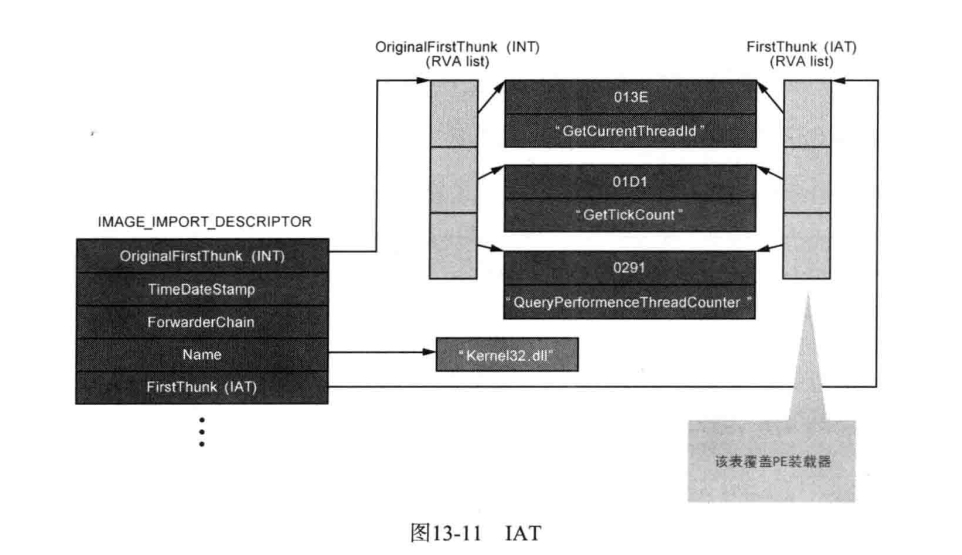 OriginalFirstThunk (INT)
(RVA list)
FirstThunk (IAT)
(RVA list)
013E
"GetCurrentThreadId"
01D1
"GetTickCount"
0291
"QueryPerformenceThreadCounter"
IMAGE_IMPORT_DESCRIPTOR
OriginalFirstThunk (INT)
TimeDateStamp
ForwarderChain
Name
FirstThunk (IAT)
"Kernel32.dll"
该表覆盖PE装载器
图13-11 IAT